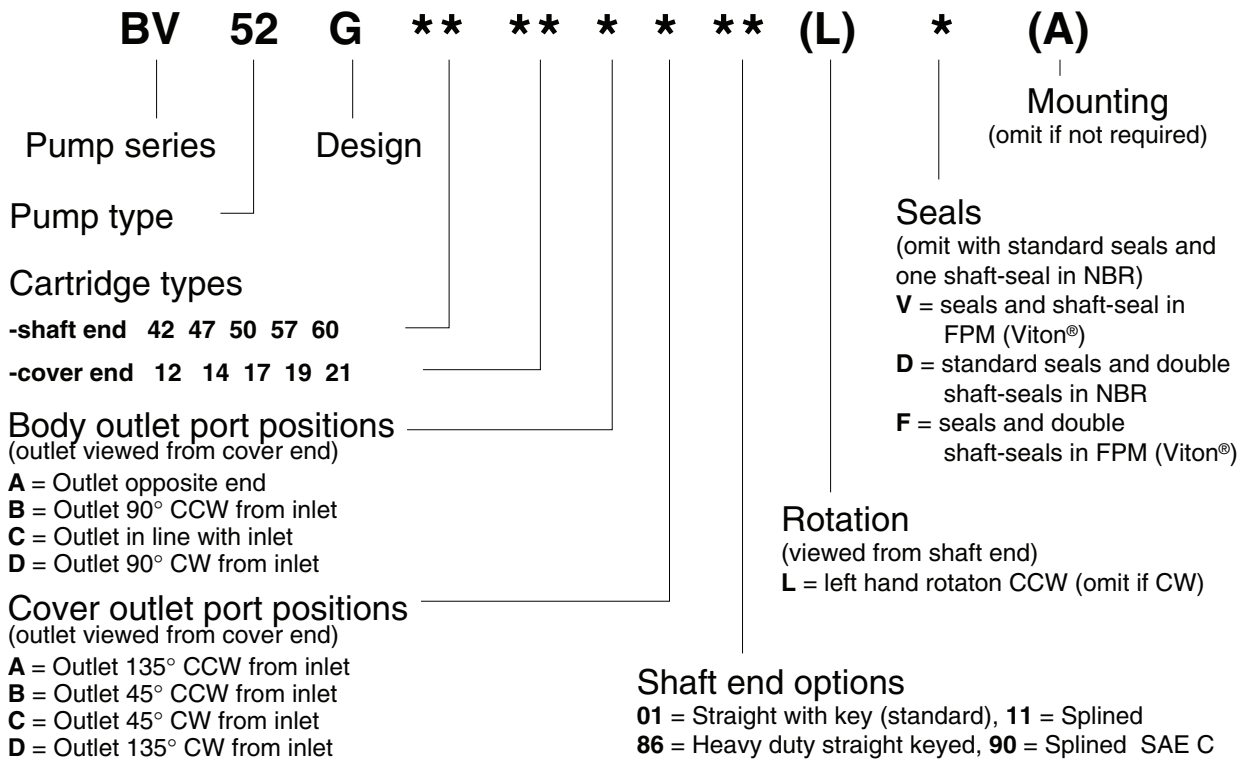 BV 52 G ** ** * * ** (L) * (A)
Mounting
(omit if not required)
Pump series
Design
Pump type
Cartridge types
-shaft end 42 47 50 57 60
-cover end 12 14 17 19 21
Body outlet port positions
(outlet viewed from cover end)
A = Outlet opposite end
B = Outlet 90° CCW from inlet
C = Outlet in line with inlet
D = Outlet 90° CW from inlet
Cover outlet port positions
(outlet viewed from cover end)
A = Outlet 135° CCW from inlet
B = Outlet 45° CCW from inlet
C = Outlet 45° CW from inlet
D = Outlet 135° CW from inlet
Seals
(omit with standard seals and
one shaft-seal in NBR)
V = seals and shaft-seal in
FPM (Viton®)
D = standard seals and double
shaft-seals in NBR
F = seals and double
shaft-seals in FPM (Viton®)
Rotation
(viewed from shaft end)
L = left hand rotaton CCW (omit if CW)
Shaft end options
01 = Straight with key (standard), 11 = Splined
86 = Heavy duty straight keyed, 90 = Splined SAE C